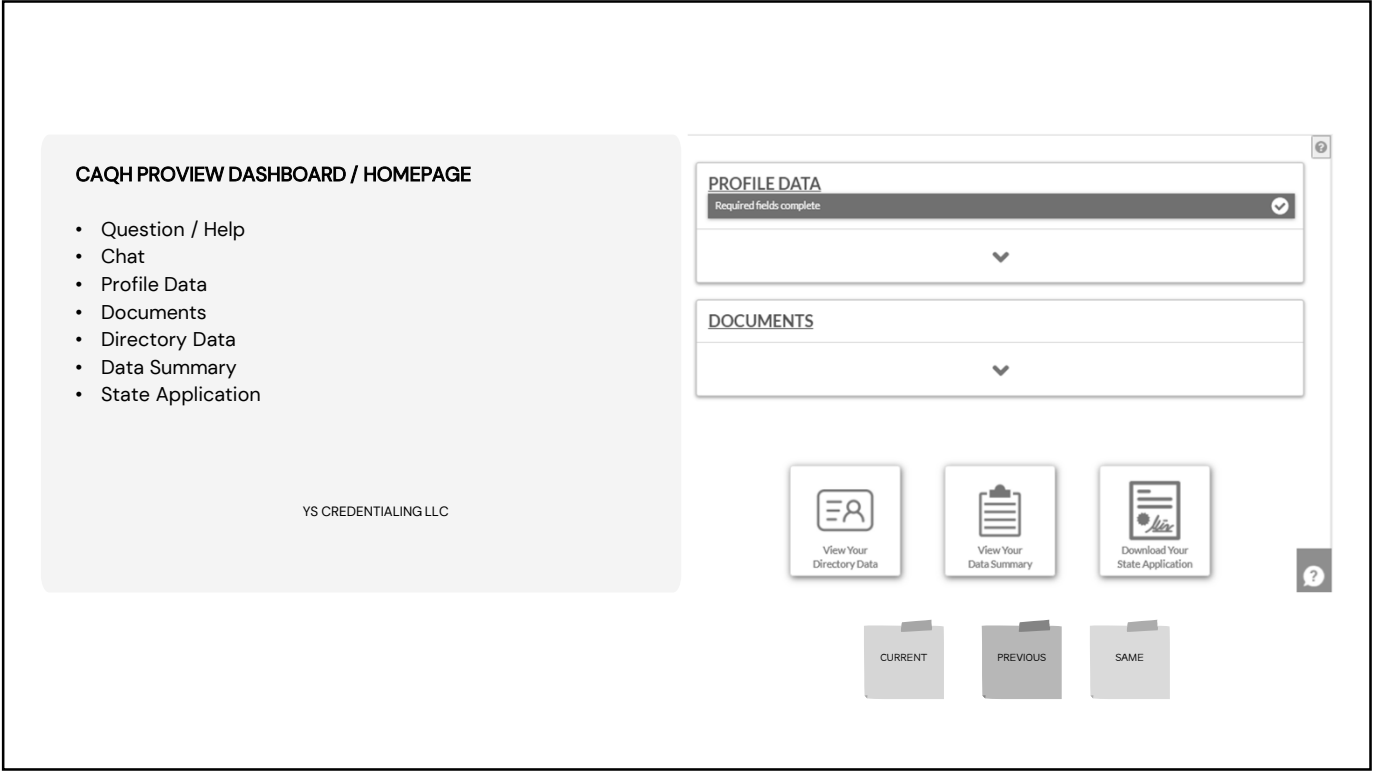 CAQH PROVIEW DASHBOARD / HOMEPAGE
• Question / Help
• Chat
• Profile Data
• Documents
• Directory Data
• Data Summary
• State Application
YS CREDENTIALING LLC
?
PROFILE DATA
Required fields complete
DOCUMENTS
View Your
Directory Data
View Your
Data Summary
Download Your
State Application
?
CURRENT
PREVIOUS
SAME